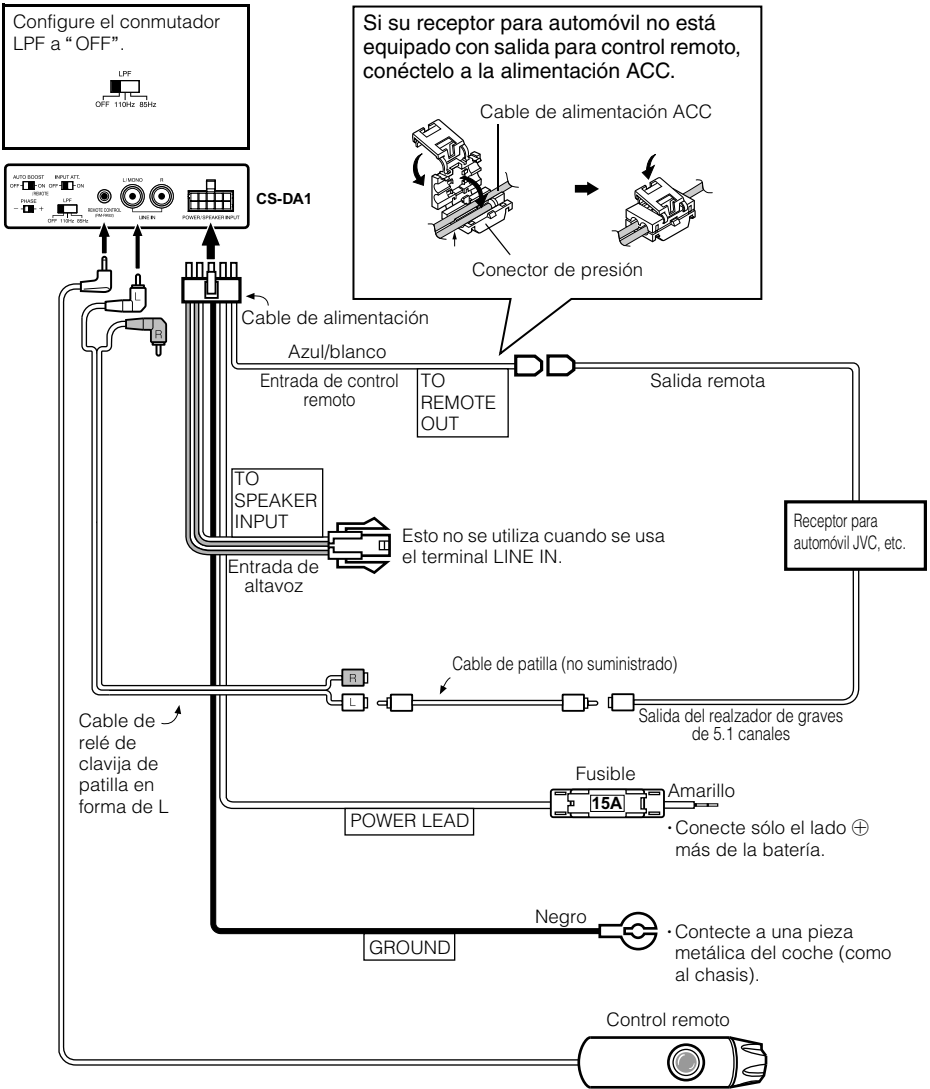 Configure el conmutador
LPF a “OFF”.
LPF
OFF 110Hz 85Hz
Si su receptor para automóvil no está
equipado con salida para control remoto,
conéctelo a la alimentación ACC.
Cable de alimentación ACC
Conector de presión
AUTO BOOST
OFF ON
REMOTE
INPUT ATT.
OFF ON
PHASE
− +
LPF
OFF 110Hz 85Hz
REMOTE CONTROL
L/MONO
R
LINE IN
POWER/SPEAKER INPUT
CS-DA1
L
R
Cable de alimentación
Azul/blanco
Entrada de control
remoto
TO
REMOTE
OUT
Salida remota
TO
SPEAKER
INPUT
Entrada de
altavoz
Esto no se utiliza cuando se usa
el terminal LINE IN.
Receptor para
automóvil JVC, etc.
R
L
Cable de patilla (no suministrado)
Salida del realzador de graves
de 5.1 canales
Cable de
relé de
clavija de
patilla en
forma de L
Fusible
15A
Amarillo
POWER LEAD
· Conecte sólo el lado ⊕
más de la batería.
Negro
GROUND
· Contecte a una pieza
metálica del coche (como
al chasis).
Control remoto